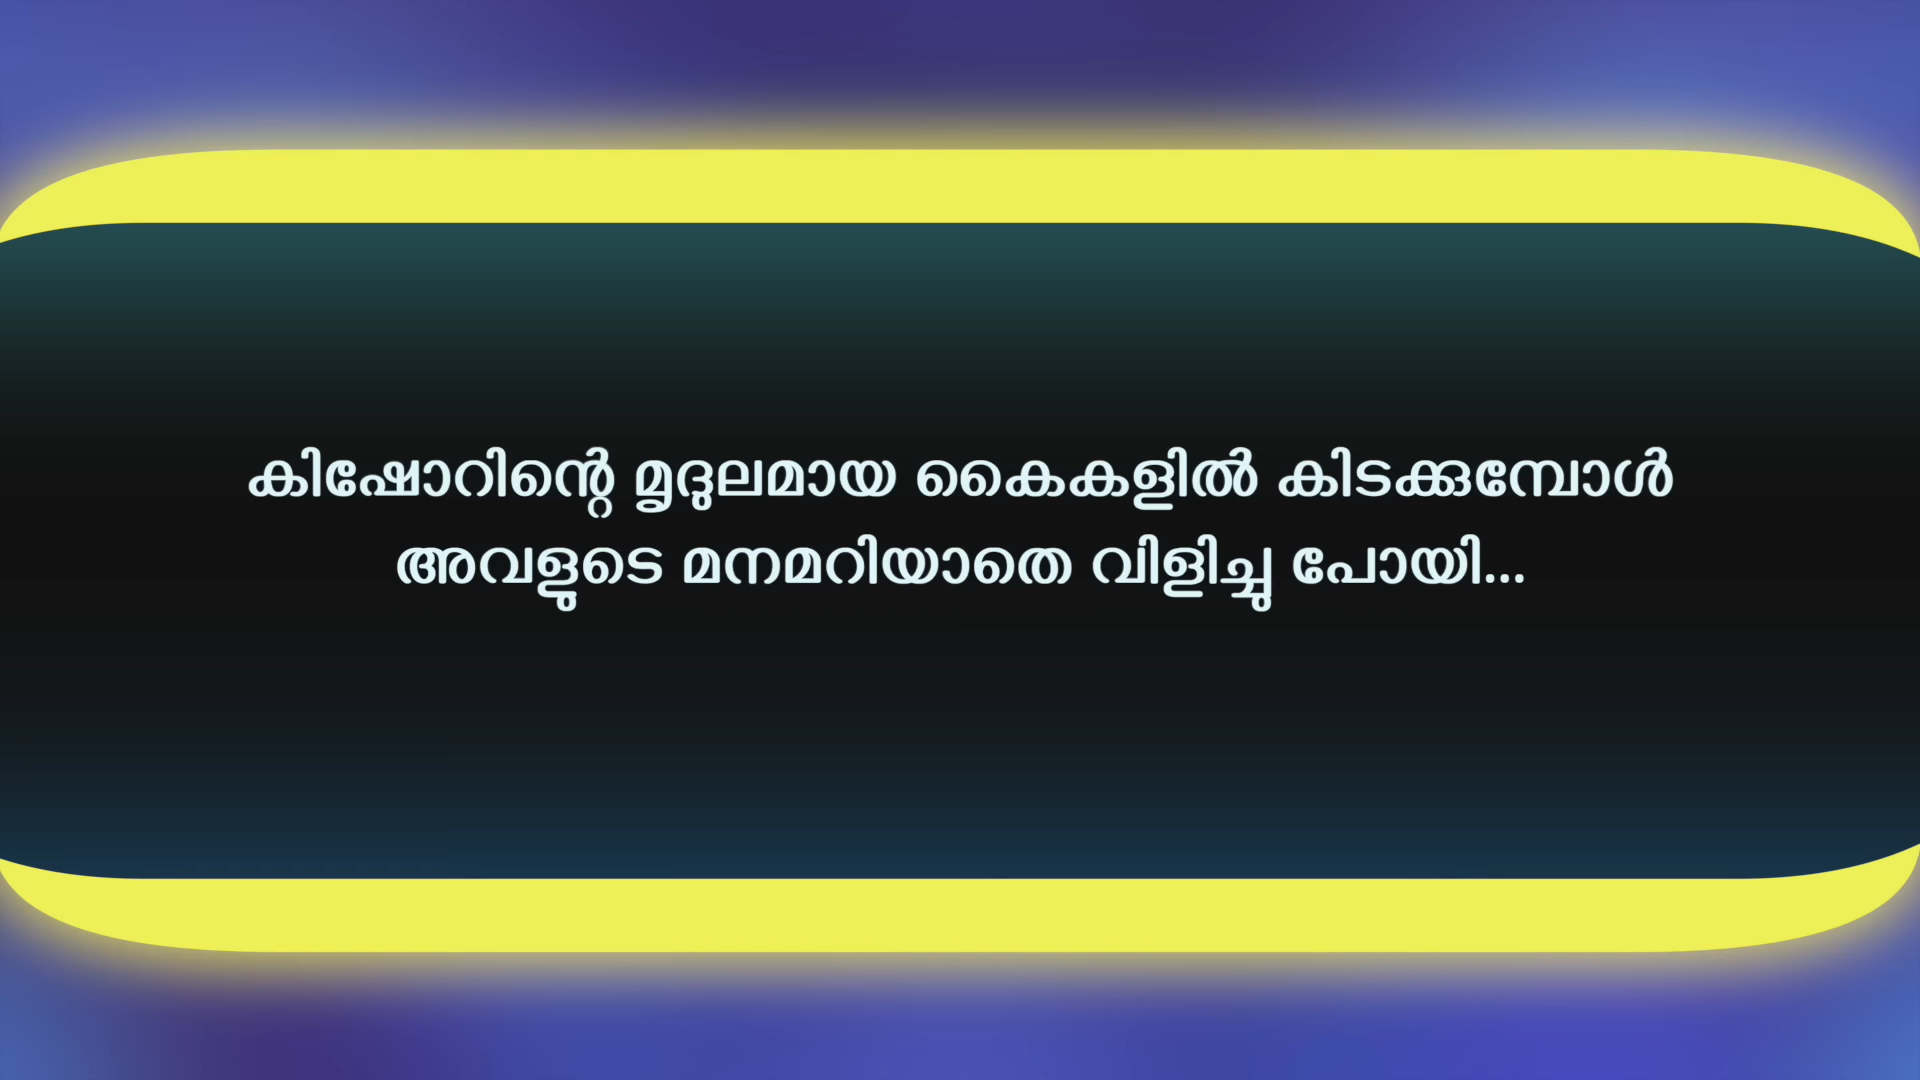 കിഷോറിന്റെ മൃദുലമായ കൈകളിൽ കിടക്കുമ്പോൾ
അവളുടെ മനമറിയാതെ വിളിച്ചു പോയി...